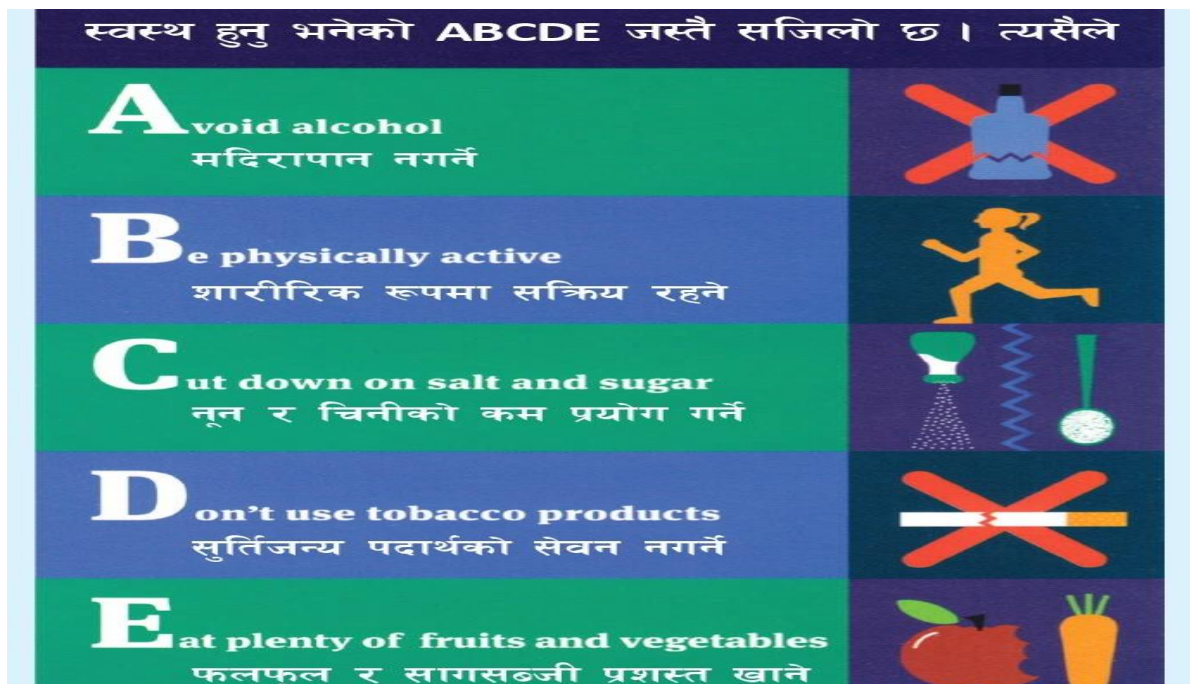 स्वस्थ हुनु भनेको ABCDE जस्तै सजिलो छ । त्यसैले
Avoid alcohol
मदिरापान नगर्ने
Be physically active
शारीरिक रूपमा सक्रिय रहने
Cut down on salt and sugar
नून र चिनीको कम प्रयोग गर्ने
Don't use tobacco products
सुर्तिजन्य पदार्थको सेवन नगर्ने
Eat plenty of fruits and vegetables
फलफल र सागसब्जी प्रशस्त खाने